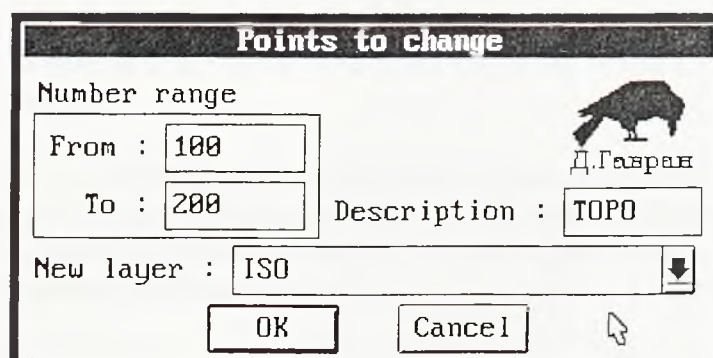 Points to change
Number range
From : 100
Д.Гавран
To : 200
Description : TOPO
New layer : ISO
OK Cancel